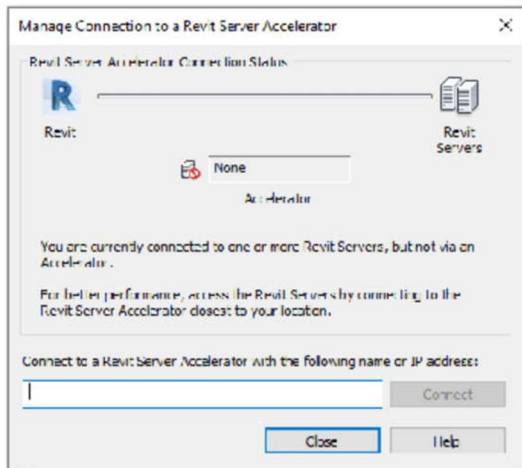 Manage Connection to a Revit Server Accelerator
Revit Server Accelerator Connection Status
R
Revit
Revit
Servers
None
Accelerator
You are currently connected to one or more Revit Servers, but not via an
Accelerator.
For better performance, access the Revit Servers by connecting to the
Revit Server Accelerator closest to your location.
Connect to a Revit Server Accelerator with the following name or IP address:
Connect
Close
Help